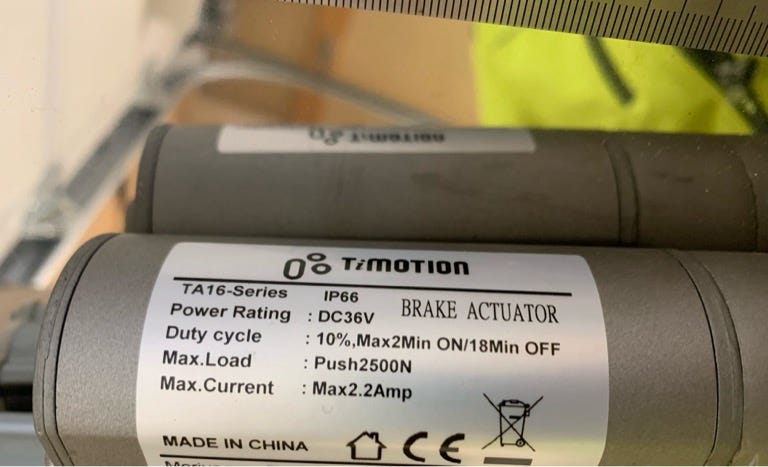 TiMOTION
TA16-Series IP66
Power Rating : DC36V BRAKE ACTUATOR
Duty cycle : 10%,Max2Min ON/18Min OFF
Max.Load : Push2500N
Max.Current : Max2.2Amp
MADE IN CHINA CE